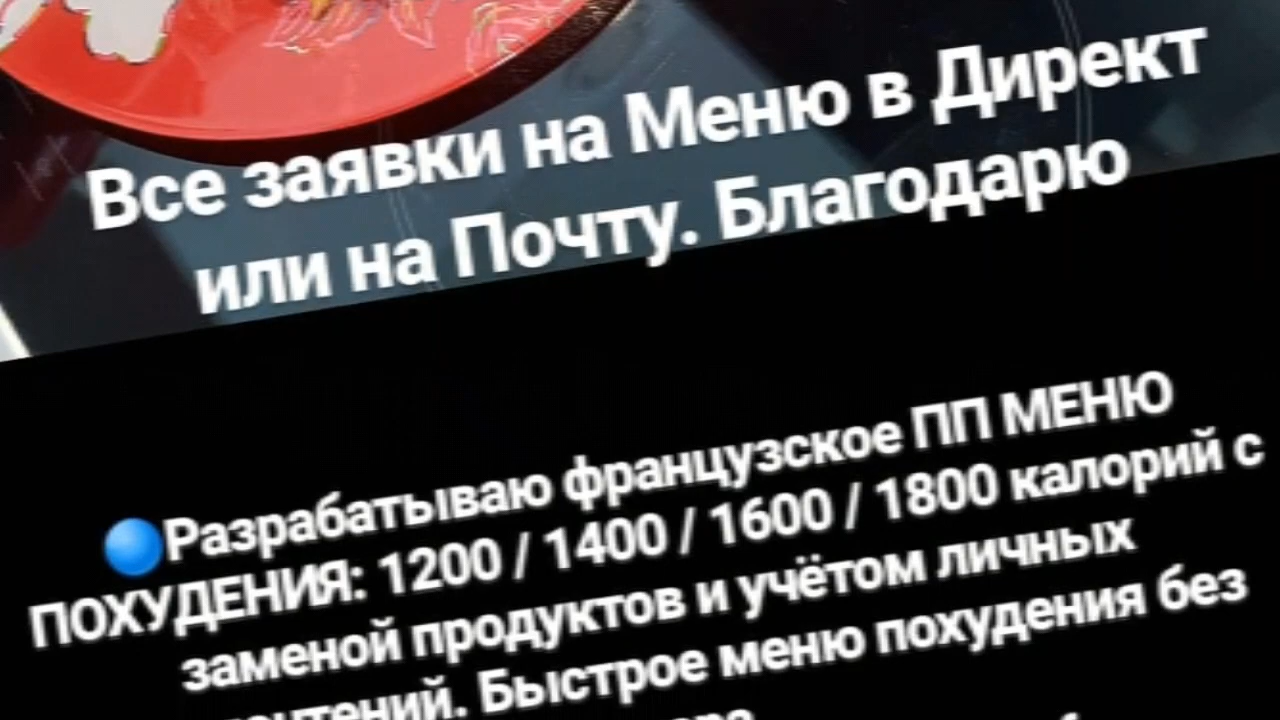 Все заявки на Меню в Директ
или на Почту. Благодарю
Разрабатываю французское ПП МЕНЮ
ПОХУДЕНИЯ: 1200 / 1400 / 1600 / 1800 калорий с
заменой продуктов и учётом личных
Быстрое меню похудения без